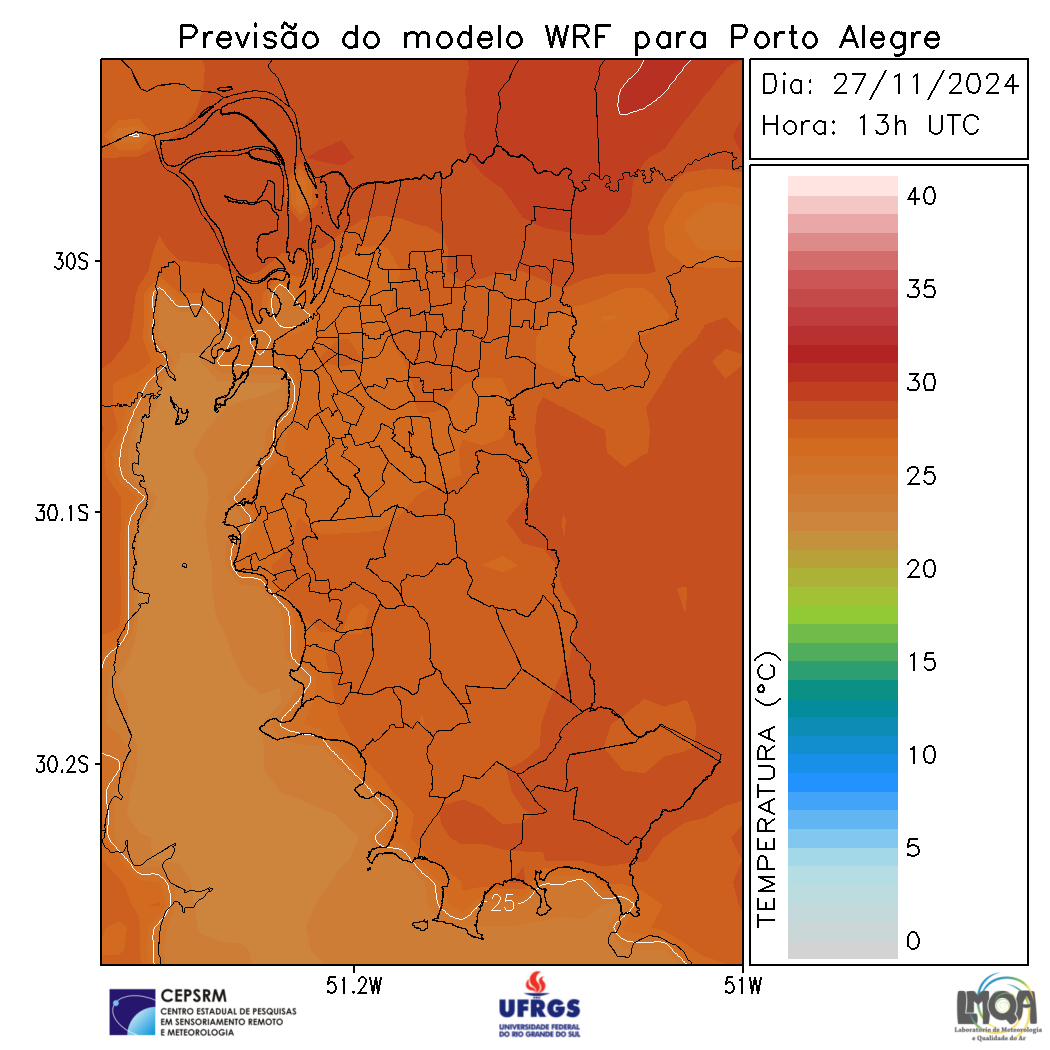 Previsão do modelo WRF para Porto Alegre
Dia: 27/11/2024
Hora: 13h UTC
40
35
30
25
20
15
10
5
0
TEMPERATURA (°C)
30S
30.1S
30.2S
25
51.2W
51W
CEPSRM
CENTRO ESTADUAL DE PESQUISAS
EM SENSORIAMENTO REMOTO
E METEOROLOGIA
UFRGS
UNIVERSIDADE FEDERAL
DO RIO GRANDE DO SUL
LMQA
Laboratório de Meteorologia
e Qualidade do Ar